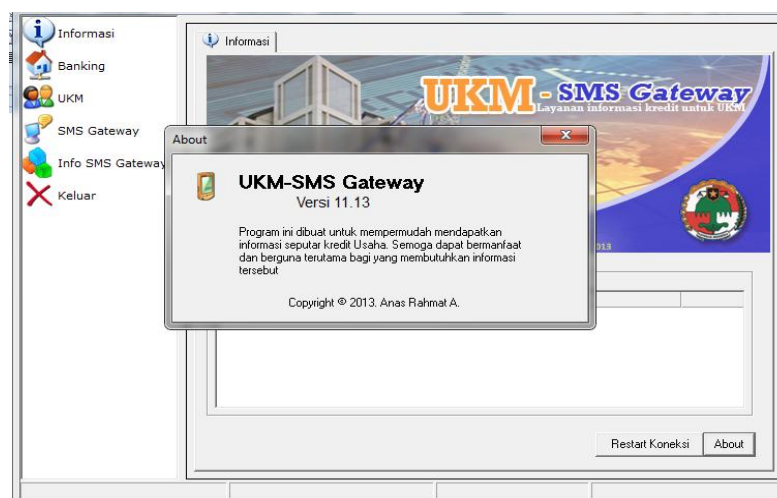 Informasi
Banking
UKM
SMS Gateway
Info SMS Gateway
Keluar
Informasi
UKM - SMS Gateway
Layanan informasi kredit untuk UKM
About
UKM-SMS Gateway
Versi 11.13
Program ini dibuat untuk mempermudah mendapatkan
informasi seputar kredit Usaha. Semoga dapat bermanfaat
dan berguna terutama bagi yang membutuhkan informasi
tersebut
Copyright © 2013. Anas Rahmat A.
2013
Restart Koneksi
About